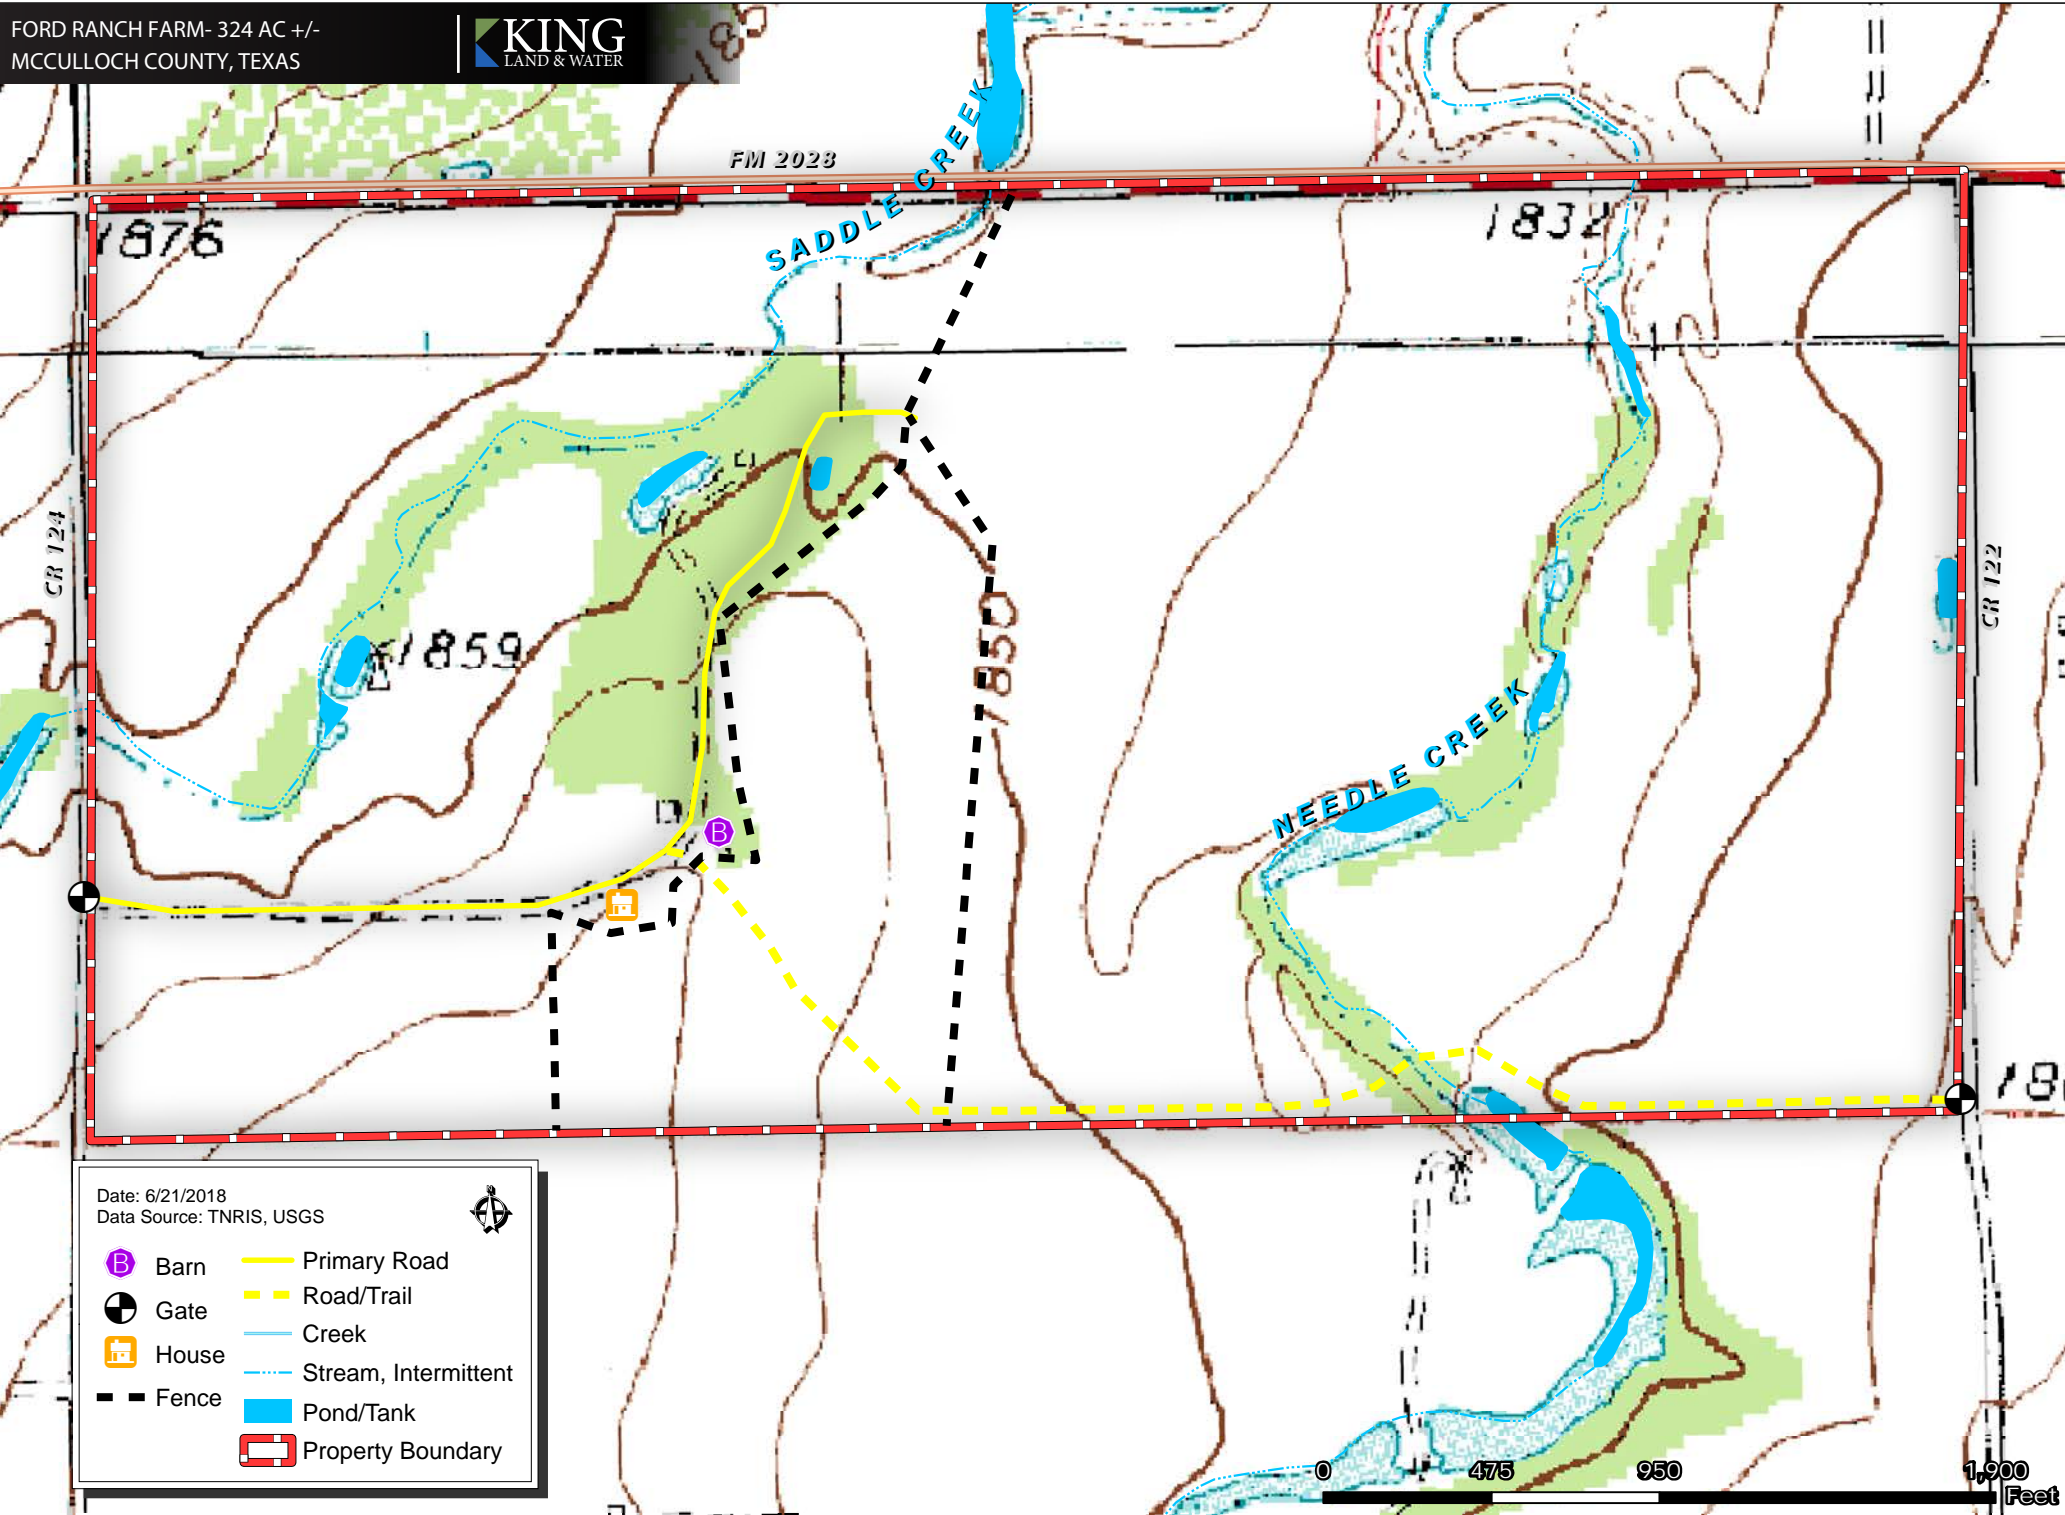 FORD RANCH FARM- 324 AC +/-
MCCULLOCH COUNTY, TEXAS
KING
LAND & WATER
FM 2028
SADDLE CREEK
1876
1832
CR 124
1859
1850
CR 122
NEEDLE CREEK
B
Date: 6/21/2018
Data Source: TNRIS, USGS
B Barn
Gate
House
Fence
Primary Road
Road/Trail
Creek
Stream, Intermittent
Pond/Tank
Property Boundary
0 475 950 1,900
Feet